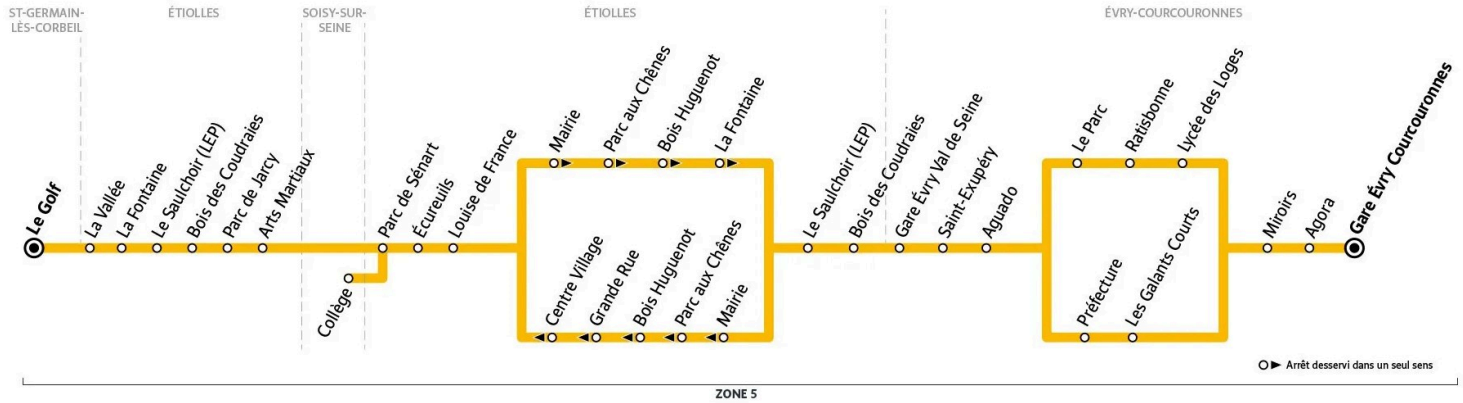 ST-GERMAIN-
LÈS-CORBEIL
ÉTIOLLES
SOISY-SUR-
SEINE
ÉTIOLLES
ÉVRY-COURCOURONNES
Le Golf
La Vallée
La Fontaine
Le Saulchoir (LEP)
Bois des Coudraies
Parc de Jarcy
Arts Martiaux
Collège
Parc de Sénart
Écureuils
Louise de France
Mairie
Parc aux Chênes
Bois Huguenot
La Fontaine
Centre Village
Grande Rue
Bois Huguenot
Parc aux Chênes
Mairie
Le Saulchoir (LEP)
Bois des Coudraies
Gare Évry Val de Seine
Saint-Exupéry
Aguado
Le Parc
Ratisbonne
Lycée des Loges
Préfecture
Les Galants Courts
Miroirs
Agora
Gare Évry Courcouronnes
Arrêt desservi dans un seul sens
ZONE 5